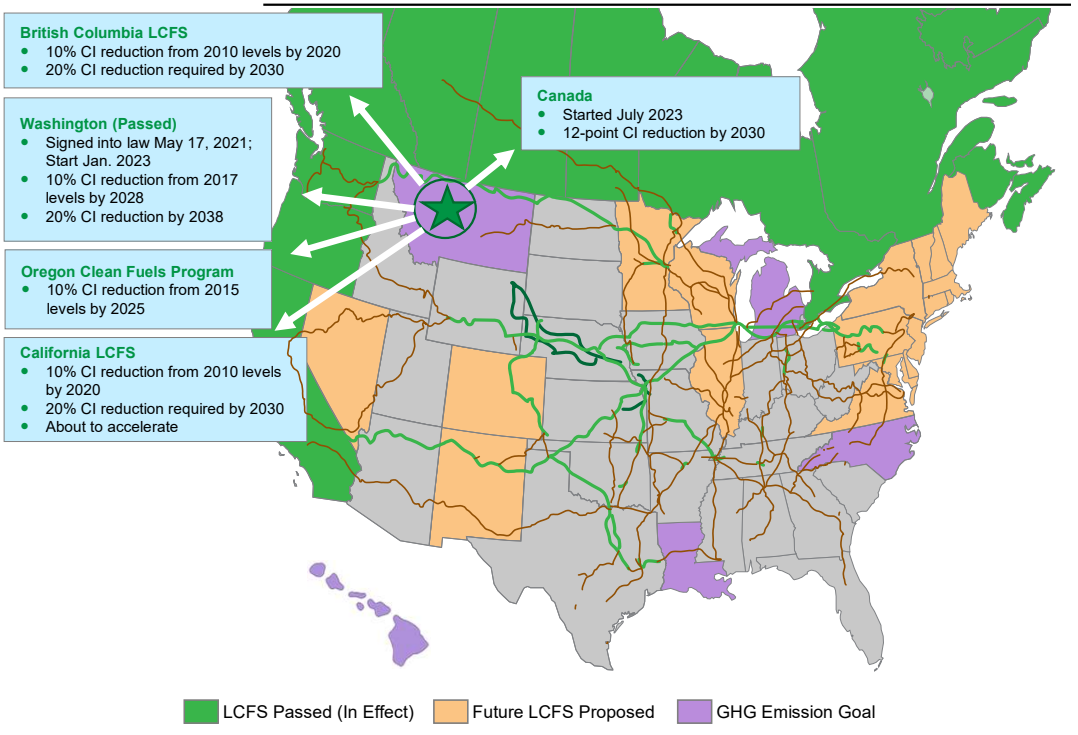 British Columbia LCFS
• 10% CI reduction from 2010 levels by 2020
• 20% CI reduction required by 2030
Canada
• Started July 2023
• 12-point CI reduction by 2030
Washington (Passed)
• Signed into law May 17, 2021;
Start Jan. 2023
• 10% CI reduction from 2017
levels by 2028
• 20% CI reduction by 2038
Oregon Clean Fuels Program
• 10% CI reduction from 2015
levels by 2025
California LCFS
• 10% CI reduction from 2010 levels
by 2020
• 20% CI reduction required by 2030
• About to accelerate
LCFS Passed (In Effect)
Future LCFS Proposed
GHG Emission Goal